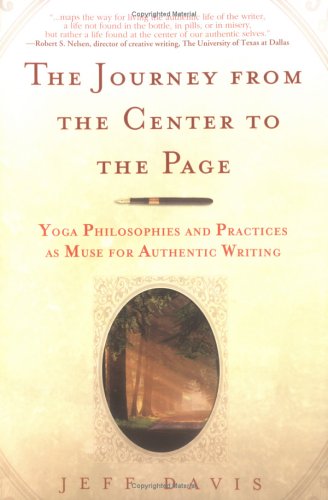 "...maps the way for living the authentic life of the writer,
a life not found in the bottle, in pills, or in misery,
but rather a life found at the center of our authentic selves."
—Robert S. Nelsen, director of creative writing, The University of Texas at Dallas
The Journey from
the Center to
the Page
Yoga Philosophies and Practices
as Muse for Authentic Writing
Jeff Davis